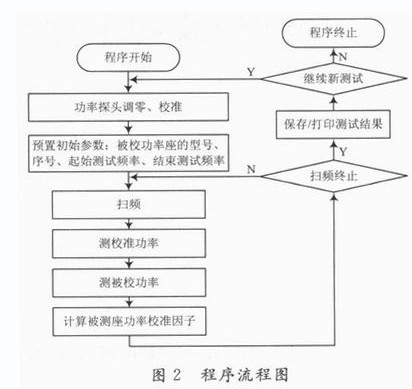 程序开始
功率探头调零、校准
预置初始参数：被校功率座的型号、
序号、起始测试频率、结束测试频率
扫频
测校准功率
测被校功率
计算被测座功率校准因子
扫频终止
N
Y
保存/打印测试结果
继续新测试
Y
N
程序终止
图 2 程序流程图